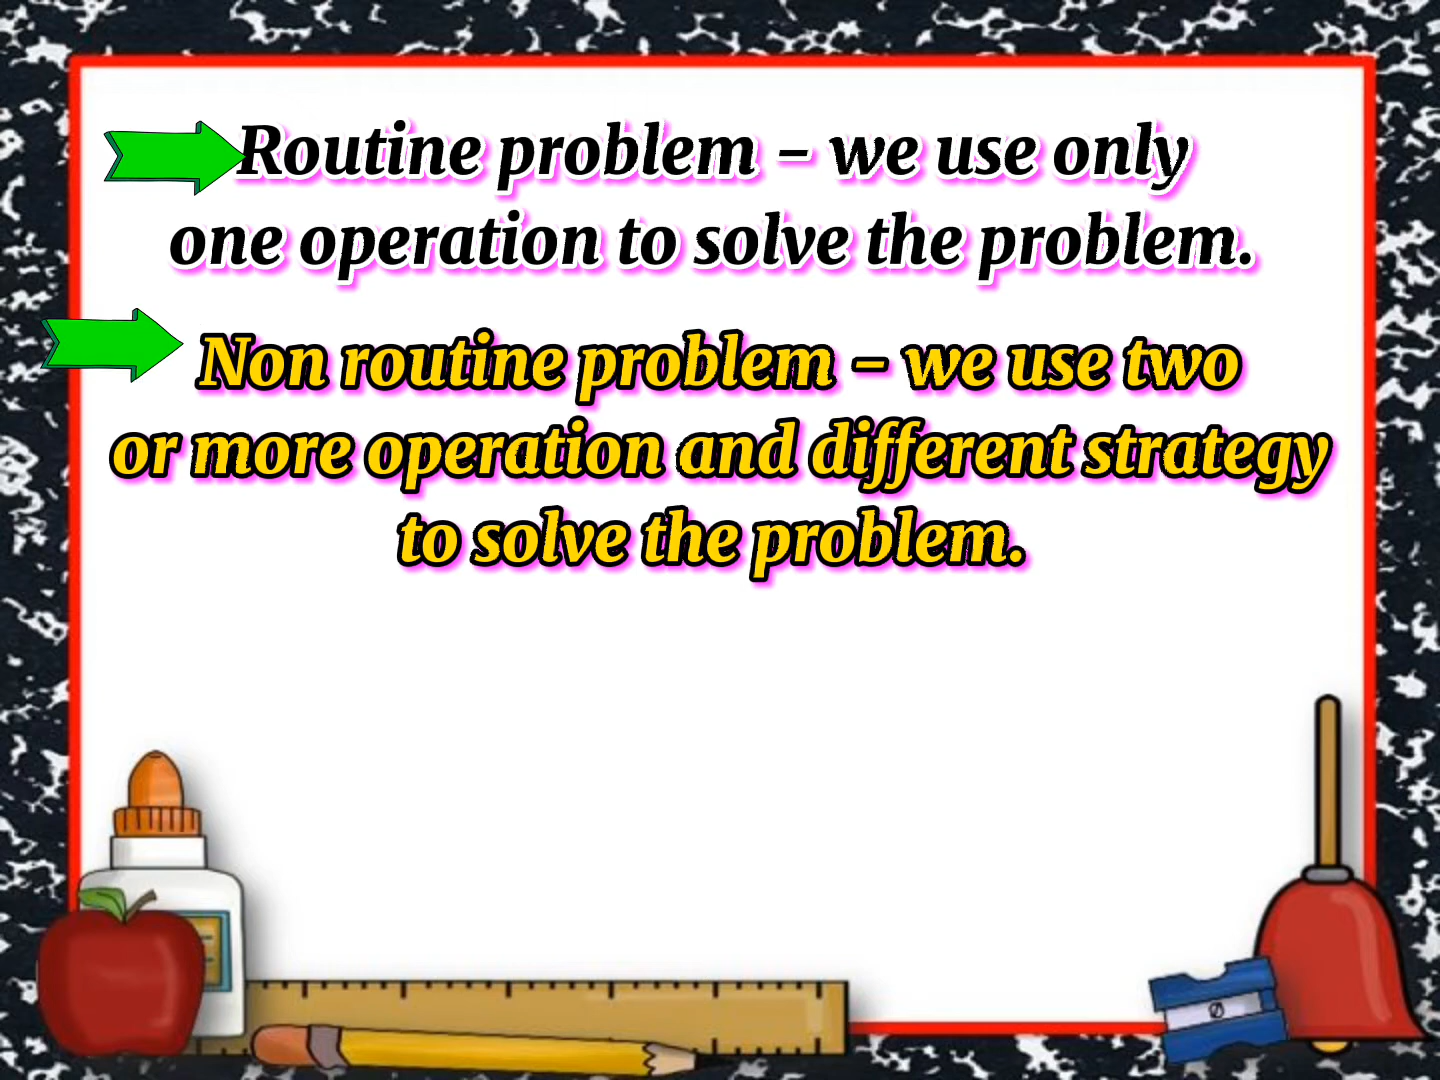 Routine problem – we use only
one operation to solve the problem.
Non routine problem – we use two
or more operation and different strategy
to solve the problem.